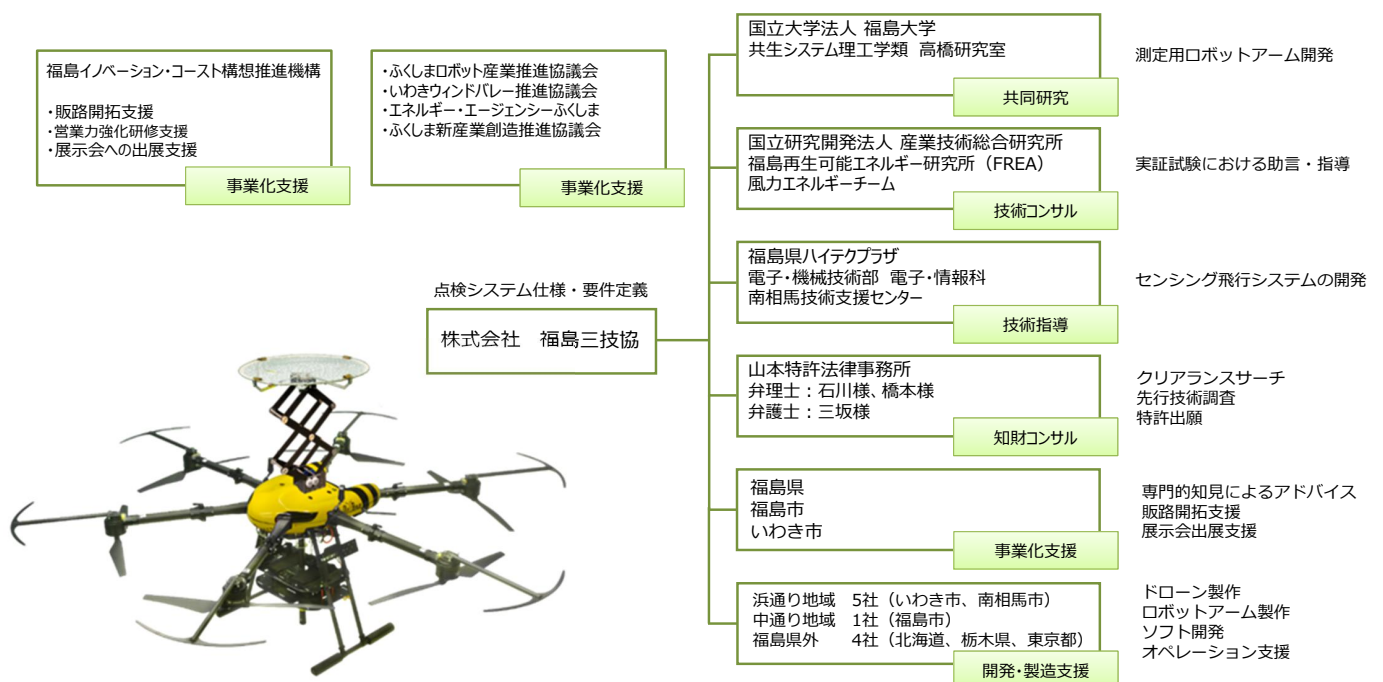 福島イノベーション・コースト構想推進機構
・販路開拓支援
・営業力強化研修支援
・展示会への出展支援
事業化支援
・ふくしまロボット産業推進協議会
・いわきウィンドバレー推進協議会
・エネルギー・エージェンシーふくしま
・ふくしま新産業創造推進協議会
事業化支援
点検システム仕様・要件定義
株式会社　福島三技協
国立大学法人 福島大学
共生システム理工学類 高橋研究室
共同研究
測定用ロボットアーム開発
国立研究開発法人 産業技術総合研究所
福島再生可能エネルギー研究所（FREA）
風力エネルギーチーム
技術コンサル
実証試験における助言・指導
福島県ハイテクプラザ
電子・機械技術部 電子・情報科
南相馬技術支援センター
技術指導
センシング飛行システムの開発
山本特許法律事務所
弁理士：石川様、橋本様
弁護士：三坂様
知財コンサル
クリアランスサーチ
先行技術調査
特許出願
福島県
福島市
いわき市
事業化支援
専門的知見によるアドバイス
販路開拓支援
展示会出展支援
浜通り地域　5社（いわき市、南相馬市）
中通り地域　1社（福島市）
福島県外　　4社（北海道、栃木県、東京都）
開発・製造支援
ドローン製作
ロボットアーム製作
ソフト開発
オペレーション支援